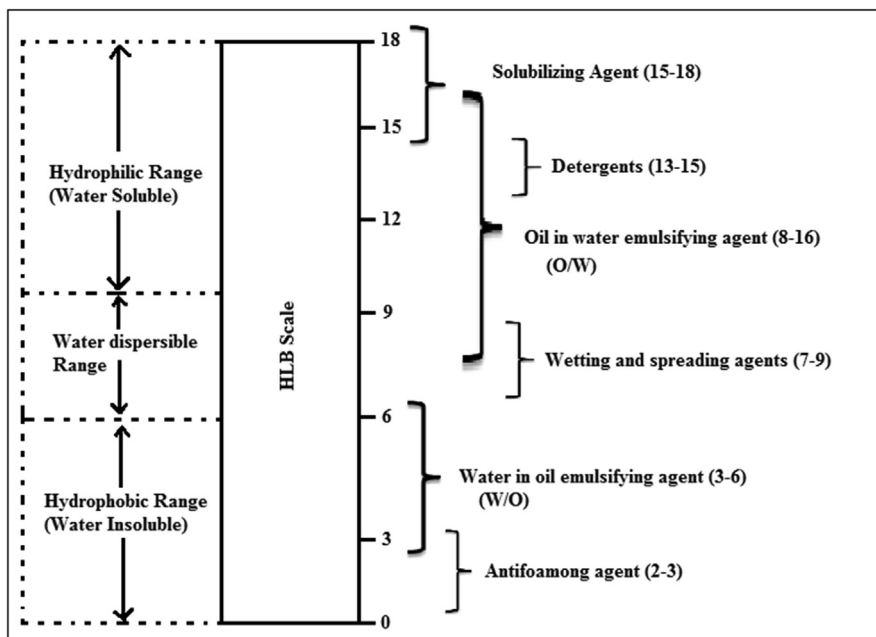 18
Solubilizing Agent (15-18)
15
Detergents (13-15)
Hydrophilic Range
(Water Soluble)
12
Oil in water emulsifying agent (8-16)
(O/W)
9
Water dispersible
Range
HLB Scale
Wetting and spreading agents (7-9)
6
Water in oil emulsifying agent (3-6)
(W/O)
Hydrophobic Range
(Water Insoluble)
3
Antifoamong agent (2-3)
0